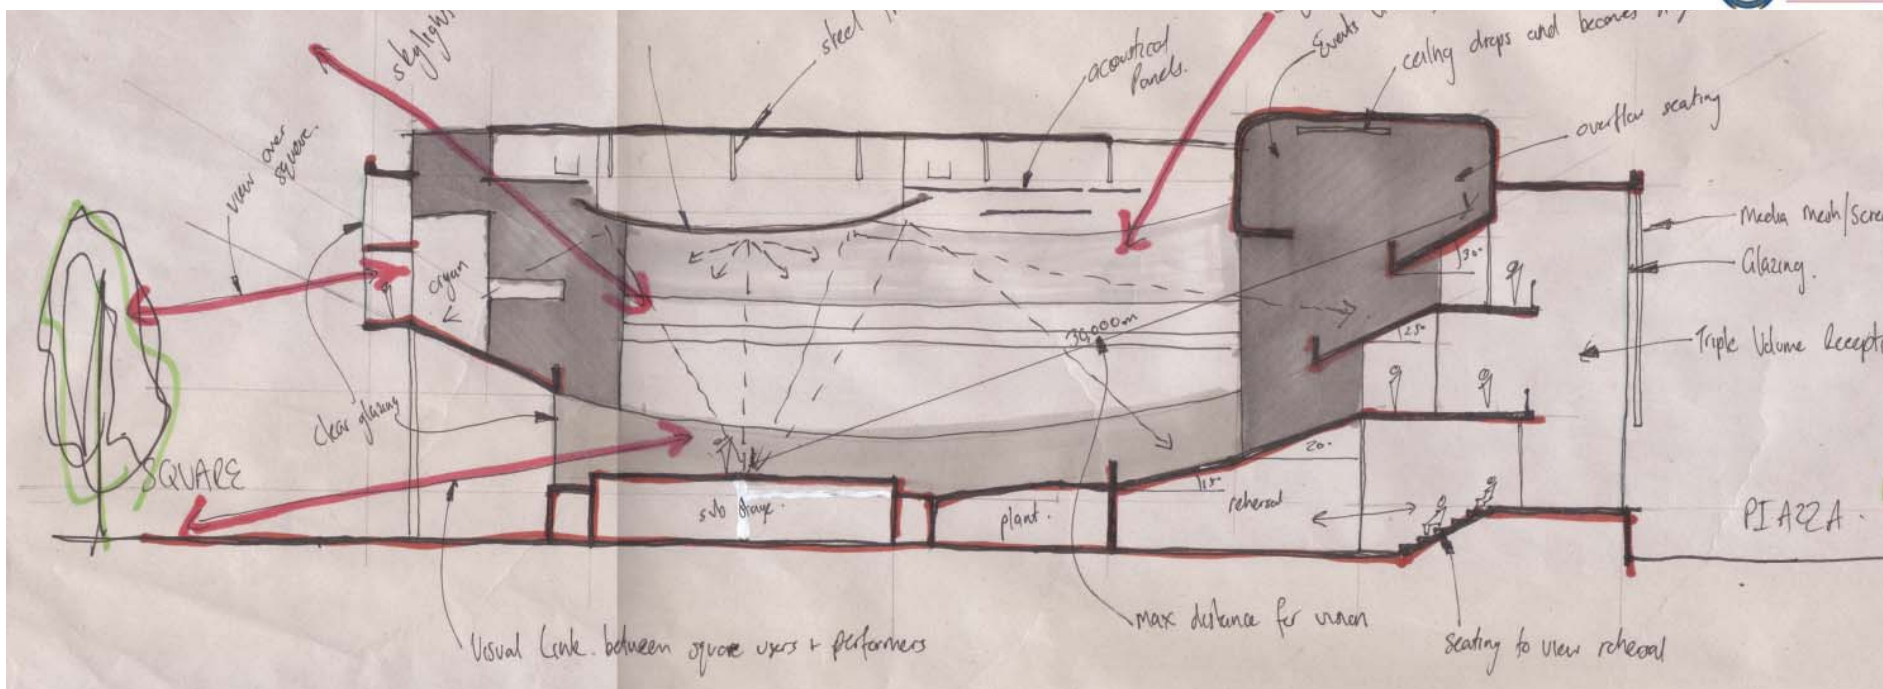 skylights
steel
acoustical
Panels.
Events
ceiling drops and becomes
overflow seating
view over
square.
Media mesh/Scree
Glazing.
organ
30°
30,000m
25°
Triple Volume Recepti
clear glazing
SQUARE
20°
15°
sub stage.
plant.
rehersal
PIAZZA.
max distance for vision
Visual Link. between square users + performers
seating to view rehersal